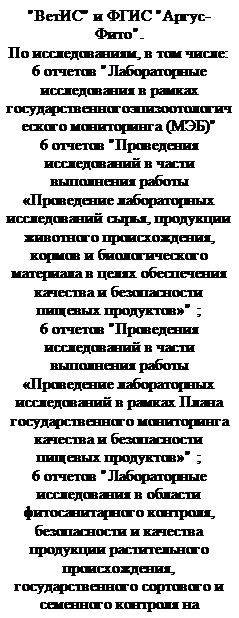 "ВетИС" и ФГИС "Аргус-
Фито".
По исследованиям, в том числе:
6 отчетов "Лабораторные
исследования в рамках
государственногоэпизоотологич
еского мониторинга (МЭБ)"
6 отчетов "Проведения
исследований в части
выполнения работы
«Проведение лабораторных
исследований сырья, продукции
животного происхождения,
кормов и биологического
материала в целях обеспечения
качества и безопасности
пищевых продуктов»" ;
6 отчетов "Проведения
исследований в части
выполнения работы
«Проведение лабораторных
исследований в рамках Плана
государственного мониторинга
качества и безопасности
пищевых продуктов»" ;
6 отчетов "Лабораторные
исследования в области
фитосанитарного контроля,
безопасности и качества
продукции растительного
происхождения,
государственного сортового и
семенного контроля на